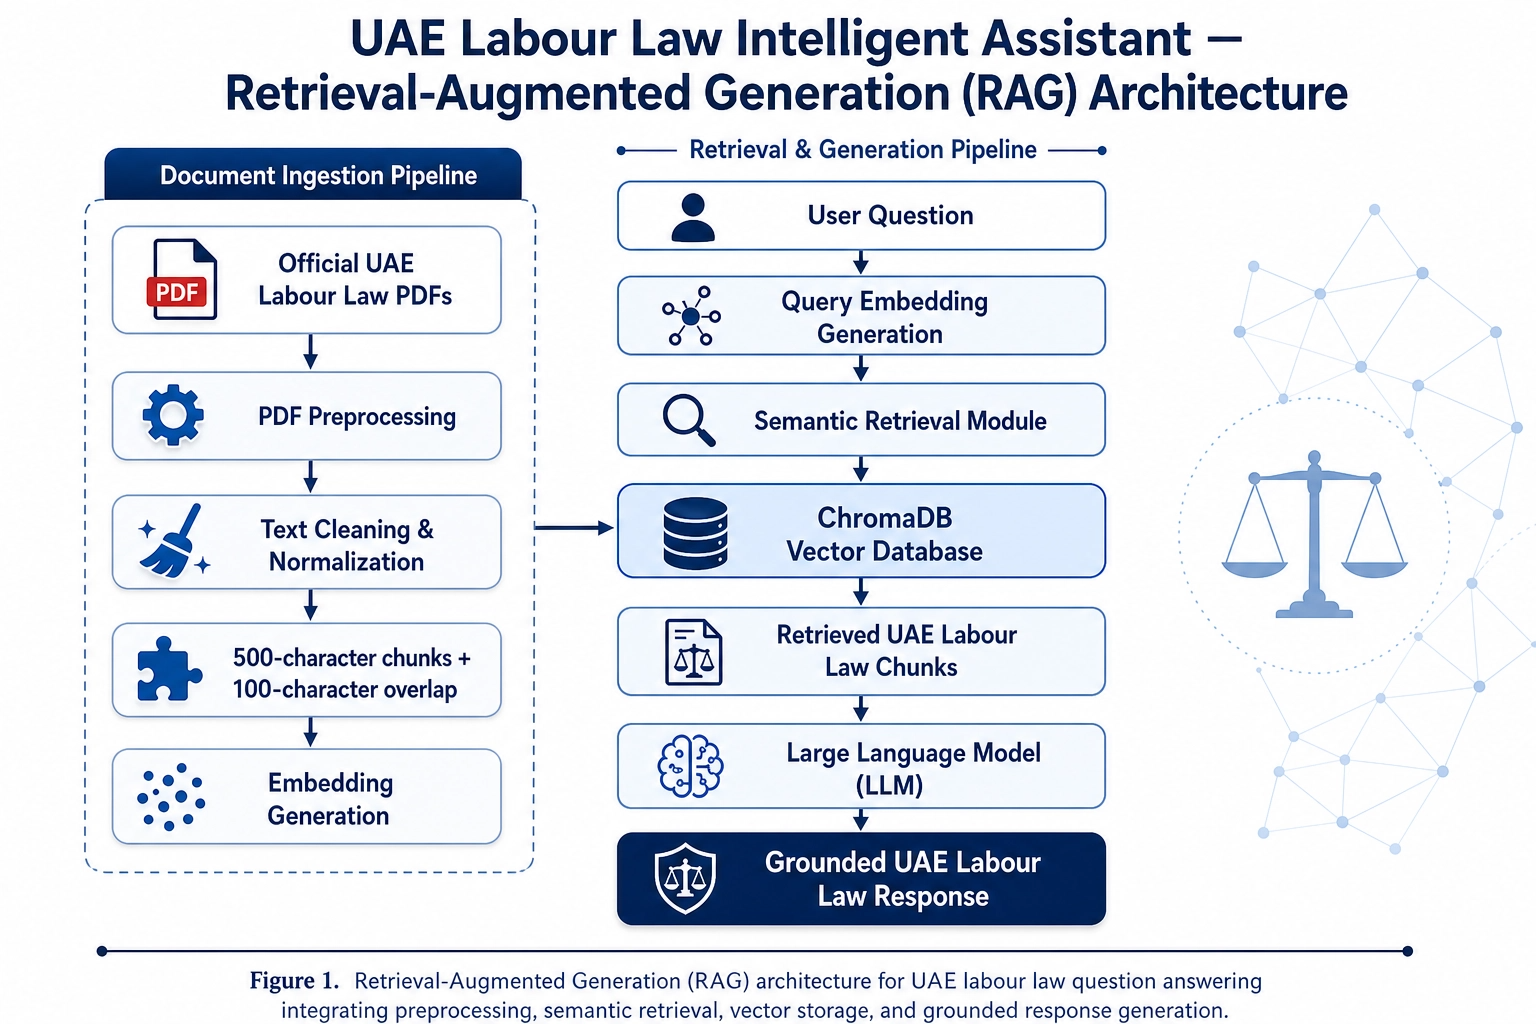 UAE Labour Law Intelligent Assistant —
Retrieval-Augmented Generation (RAG) Architecture
Document Ingestion Pipeline
PDF
Official UAE
Labour Law PDFs
PDF Preprocessing
Text Cleaning &
Normalization
500-character chunks +
100-character overlap
Embedding
Generation
Retrieval & Generation Pipeline
User Question
Query Embedding
Generation
Semantic Retrieval Module
ChromaDB
Vector Database
Retrieved UAE Labour
Law Chunks
Large Language Model
(LLM)
Grounded UAE Labour
Law Response
Figure 1. Retrieval-Augmented Generation (RAG) architecture for UAE labour law question answering
integrating preprocessing, semantic retrieval, vector storage, and grounded response generation.